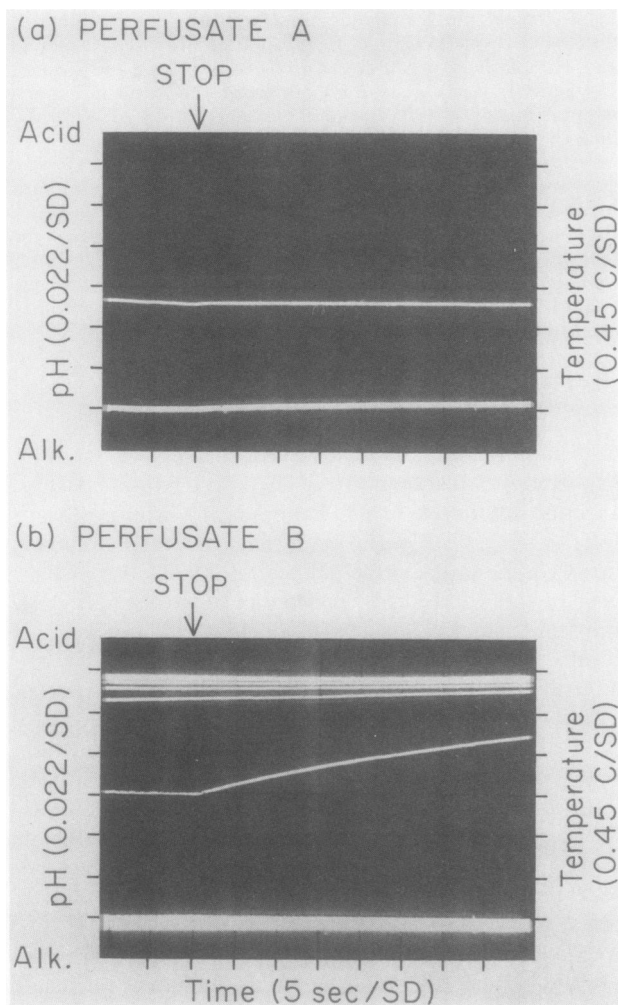 (a) PERFUSATE A
STOP
Acid
pH (0.022/SD)
Temperature
(0.45 C/SD)
Alk.
(b) PERFUSATE B
STOP
Acid
pH (0.022/SD)
Temperature
(0.45 C/SD)
Alk.
Time (5 sec/SD)